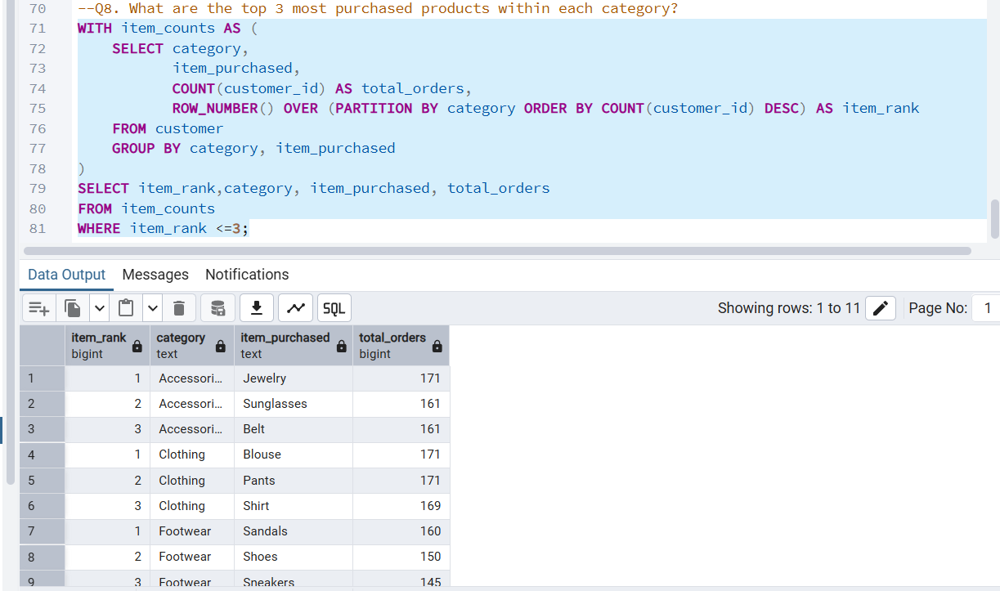 70 --Q8. What are the top 3 most purchased products within each category?
71 WITH item_counts AS (
72 SELECT category,
73 item_purchased,
74 COUNT(customer_id) AS total_orders,
75 ROW_NUMBER() OVER (PARTITION BY category ORDER BY COUNT(customer_id) DESC) AS item_rank
76 FROM customer
77 GROUP BY category, item_purchased
78 )
79 SELECT item_rank,category, item_purchased, total_orders
80 FROM item_counts
81 WHERE item_rank <=3;
Data Output Messages Notifications
SQL Showing rows: 1 to 11 Page No: 1
item_rank category item_purchased total_orders
bigint text text bigint
1 1 Accessori... Jewelry 171
2 2 Accessori... Sunglasses 161
3 3 Accessori... Belt 161
4 1 Clothing Blouse 171
5 2 Clothing Pants 171
6 3 Clothing Shirt 169
7 1 Footwear Sandals 160
8 2 Footwear Shoes 150
9 3 Footwear Sneakers 145